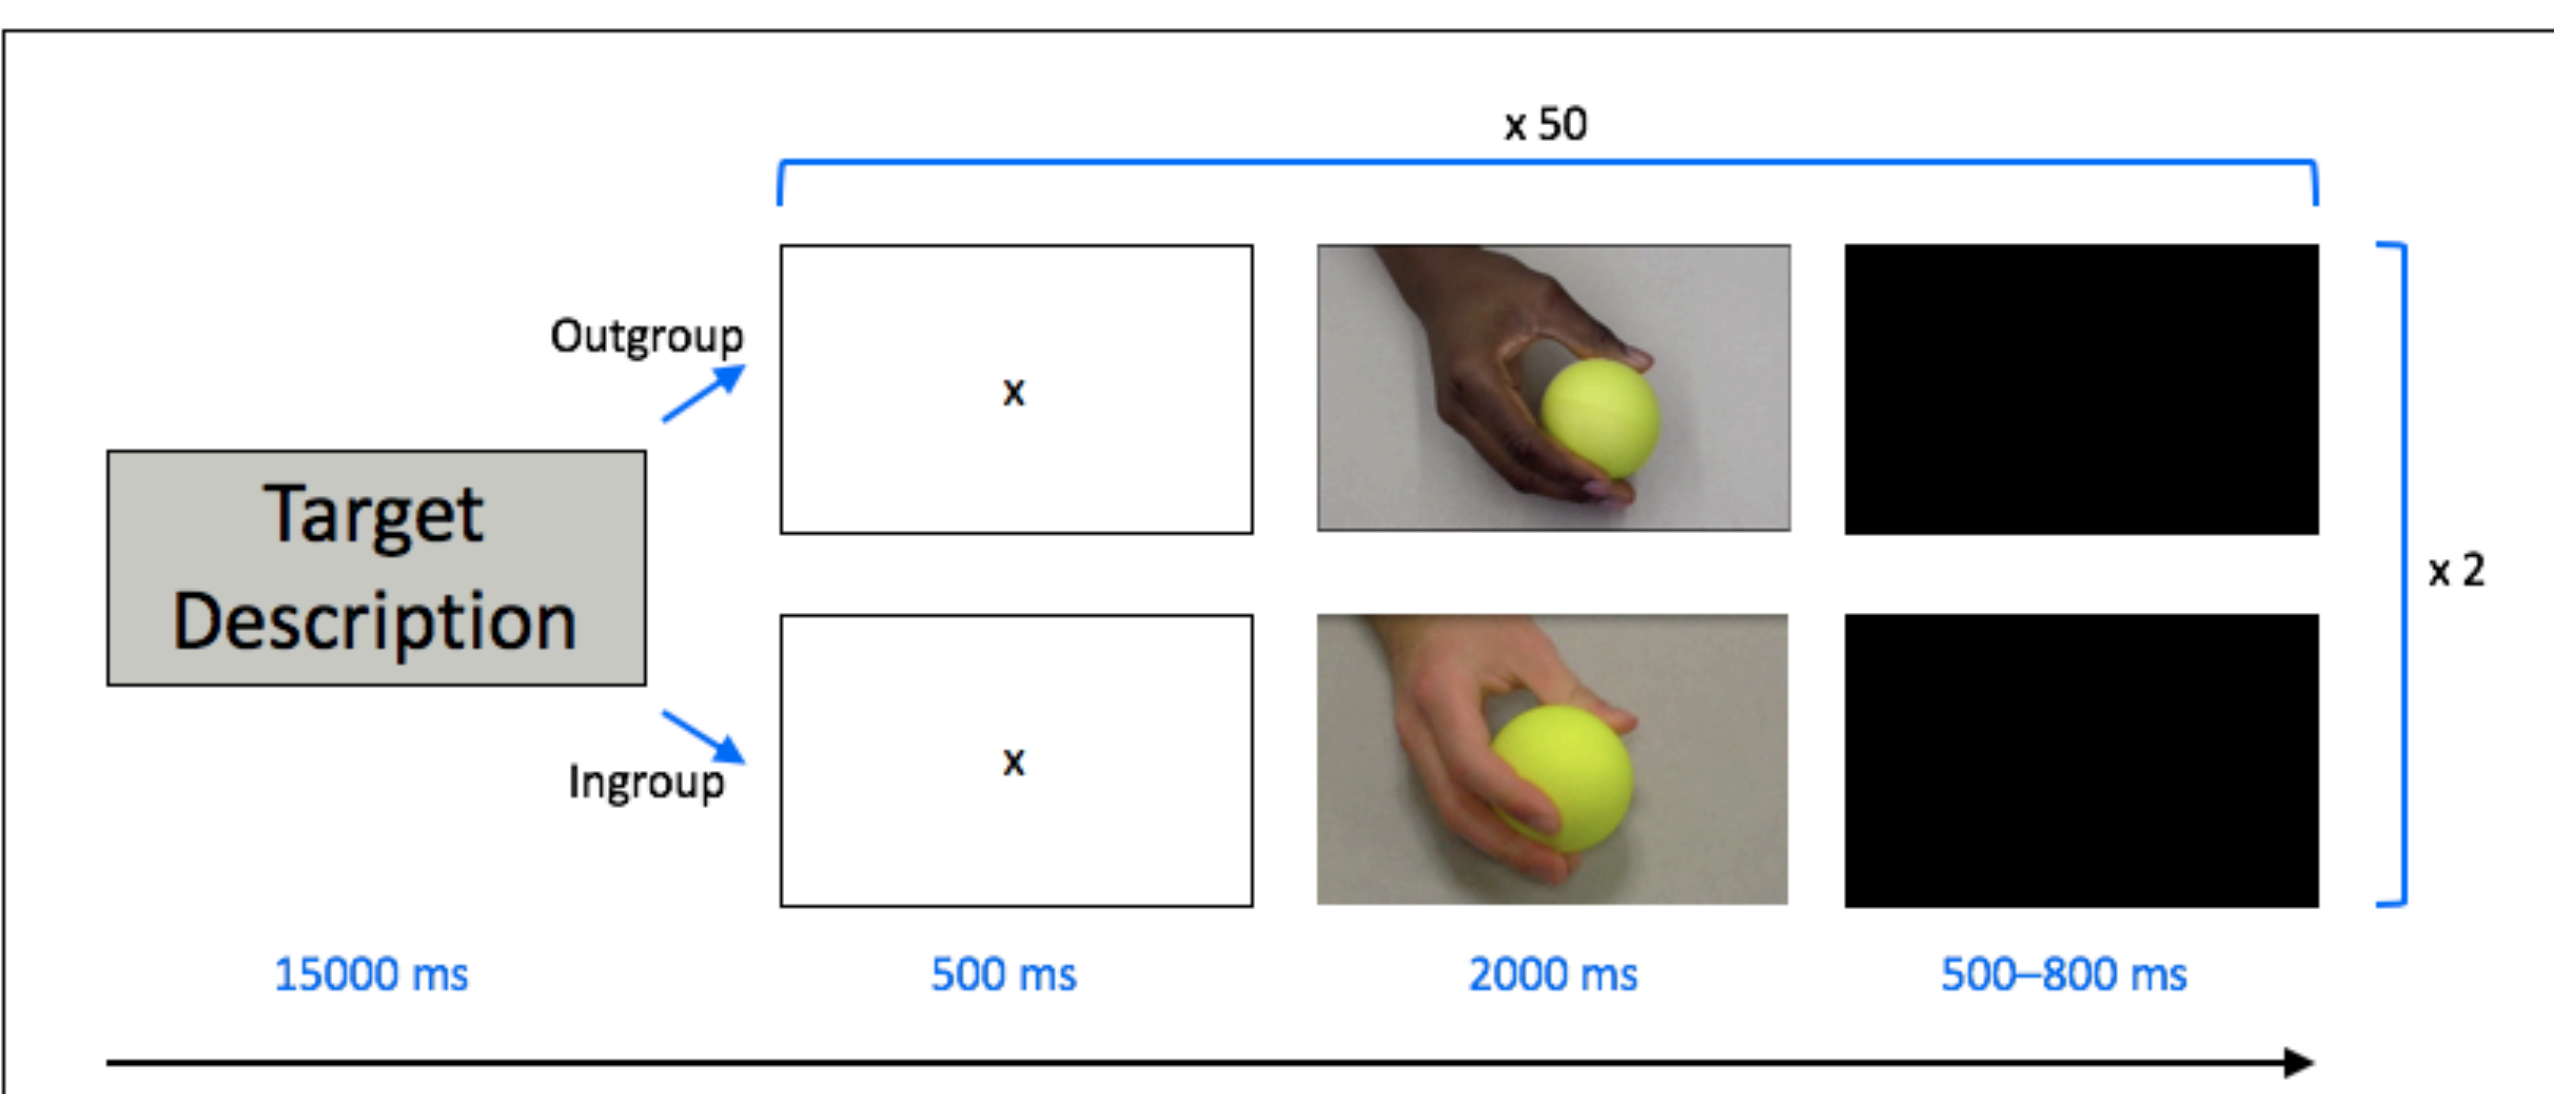 x 50
Outgroup
x
Target
Description
x 2
Ingroup
x
15000 ms
500 ms
2000 ms
500–800 ms